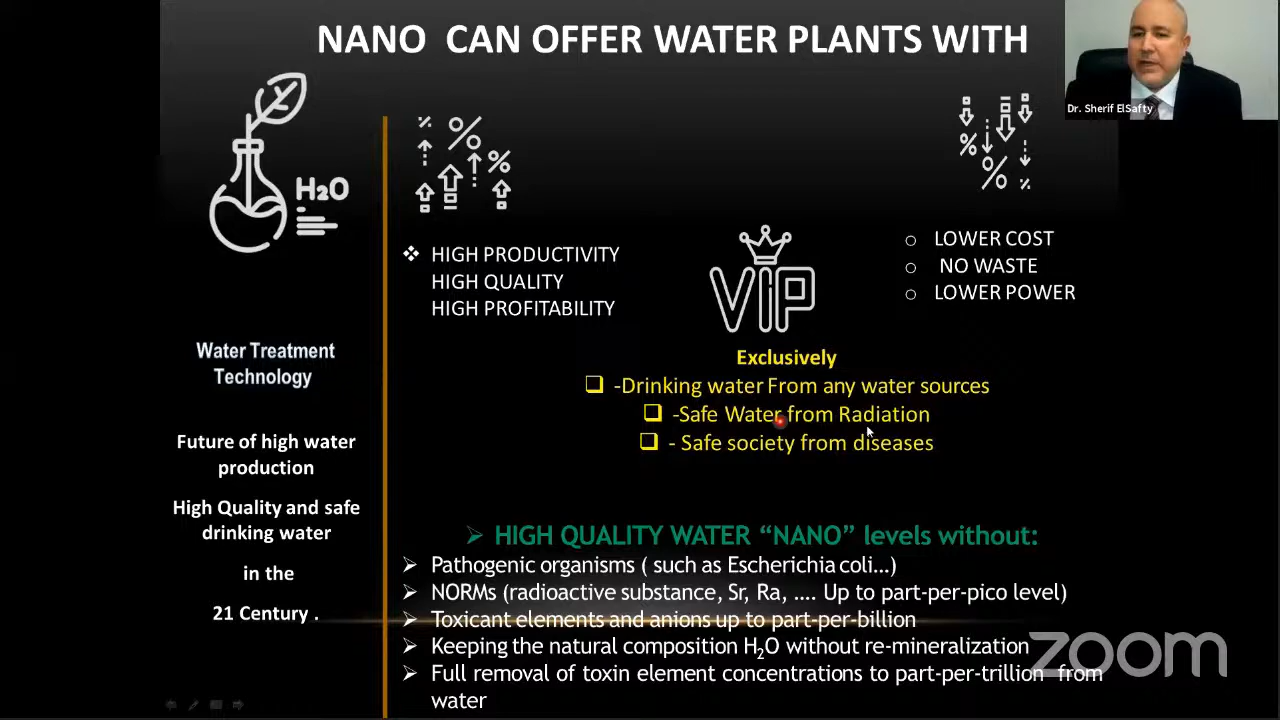 NANO CAN OFFER WATER PLANTS WITH
Dr. Sherif ElSafty
H2O
HIGH PRODUCTIVITY
HIGH QUALITY
HIGH PROFITABILITY
VIP
LOWER COST
NO WASTE
LOWER POWER
Water Treatment
Technology
Future of high water
production
High Quality and safe
drinking water
in the
21 Century .
Exclusively
-Drinking water From any water sources
-Safe Water from Radiation
- Safe society from diseases
HIGH QUALITY WATER “NANO” levels without:
Pathogenic organisms ( such as Escherichia coli…)
NORMs (radioactive substance, Sr, Ra, …. Up to part-per-pico level)
Toxicant elements and anions up to part-per-billion
Keeping the natural composition H₂O without re-mineralization
Full removal of toxin element concentrations to part-per-trillion from
water
zoom